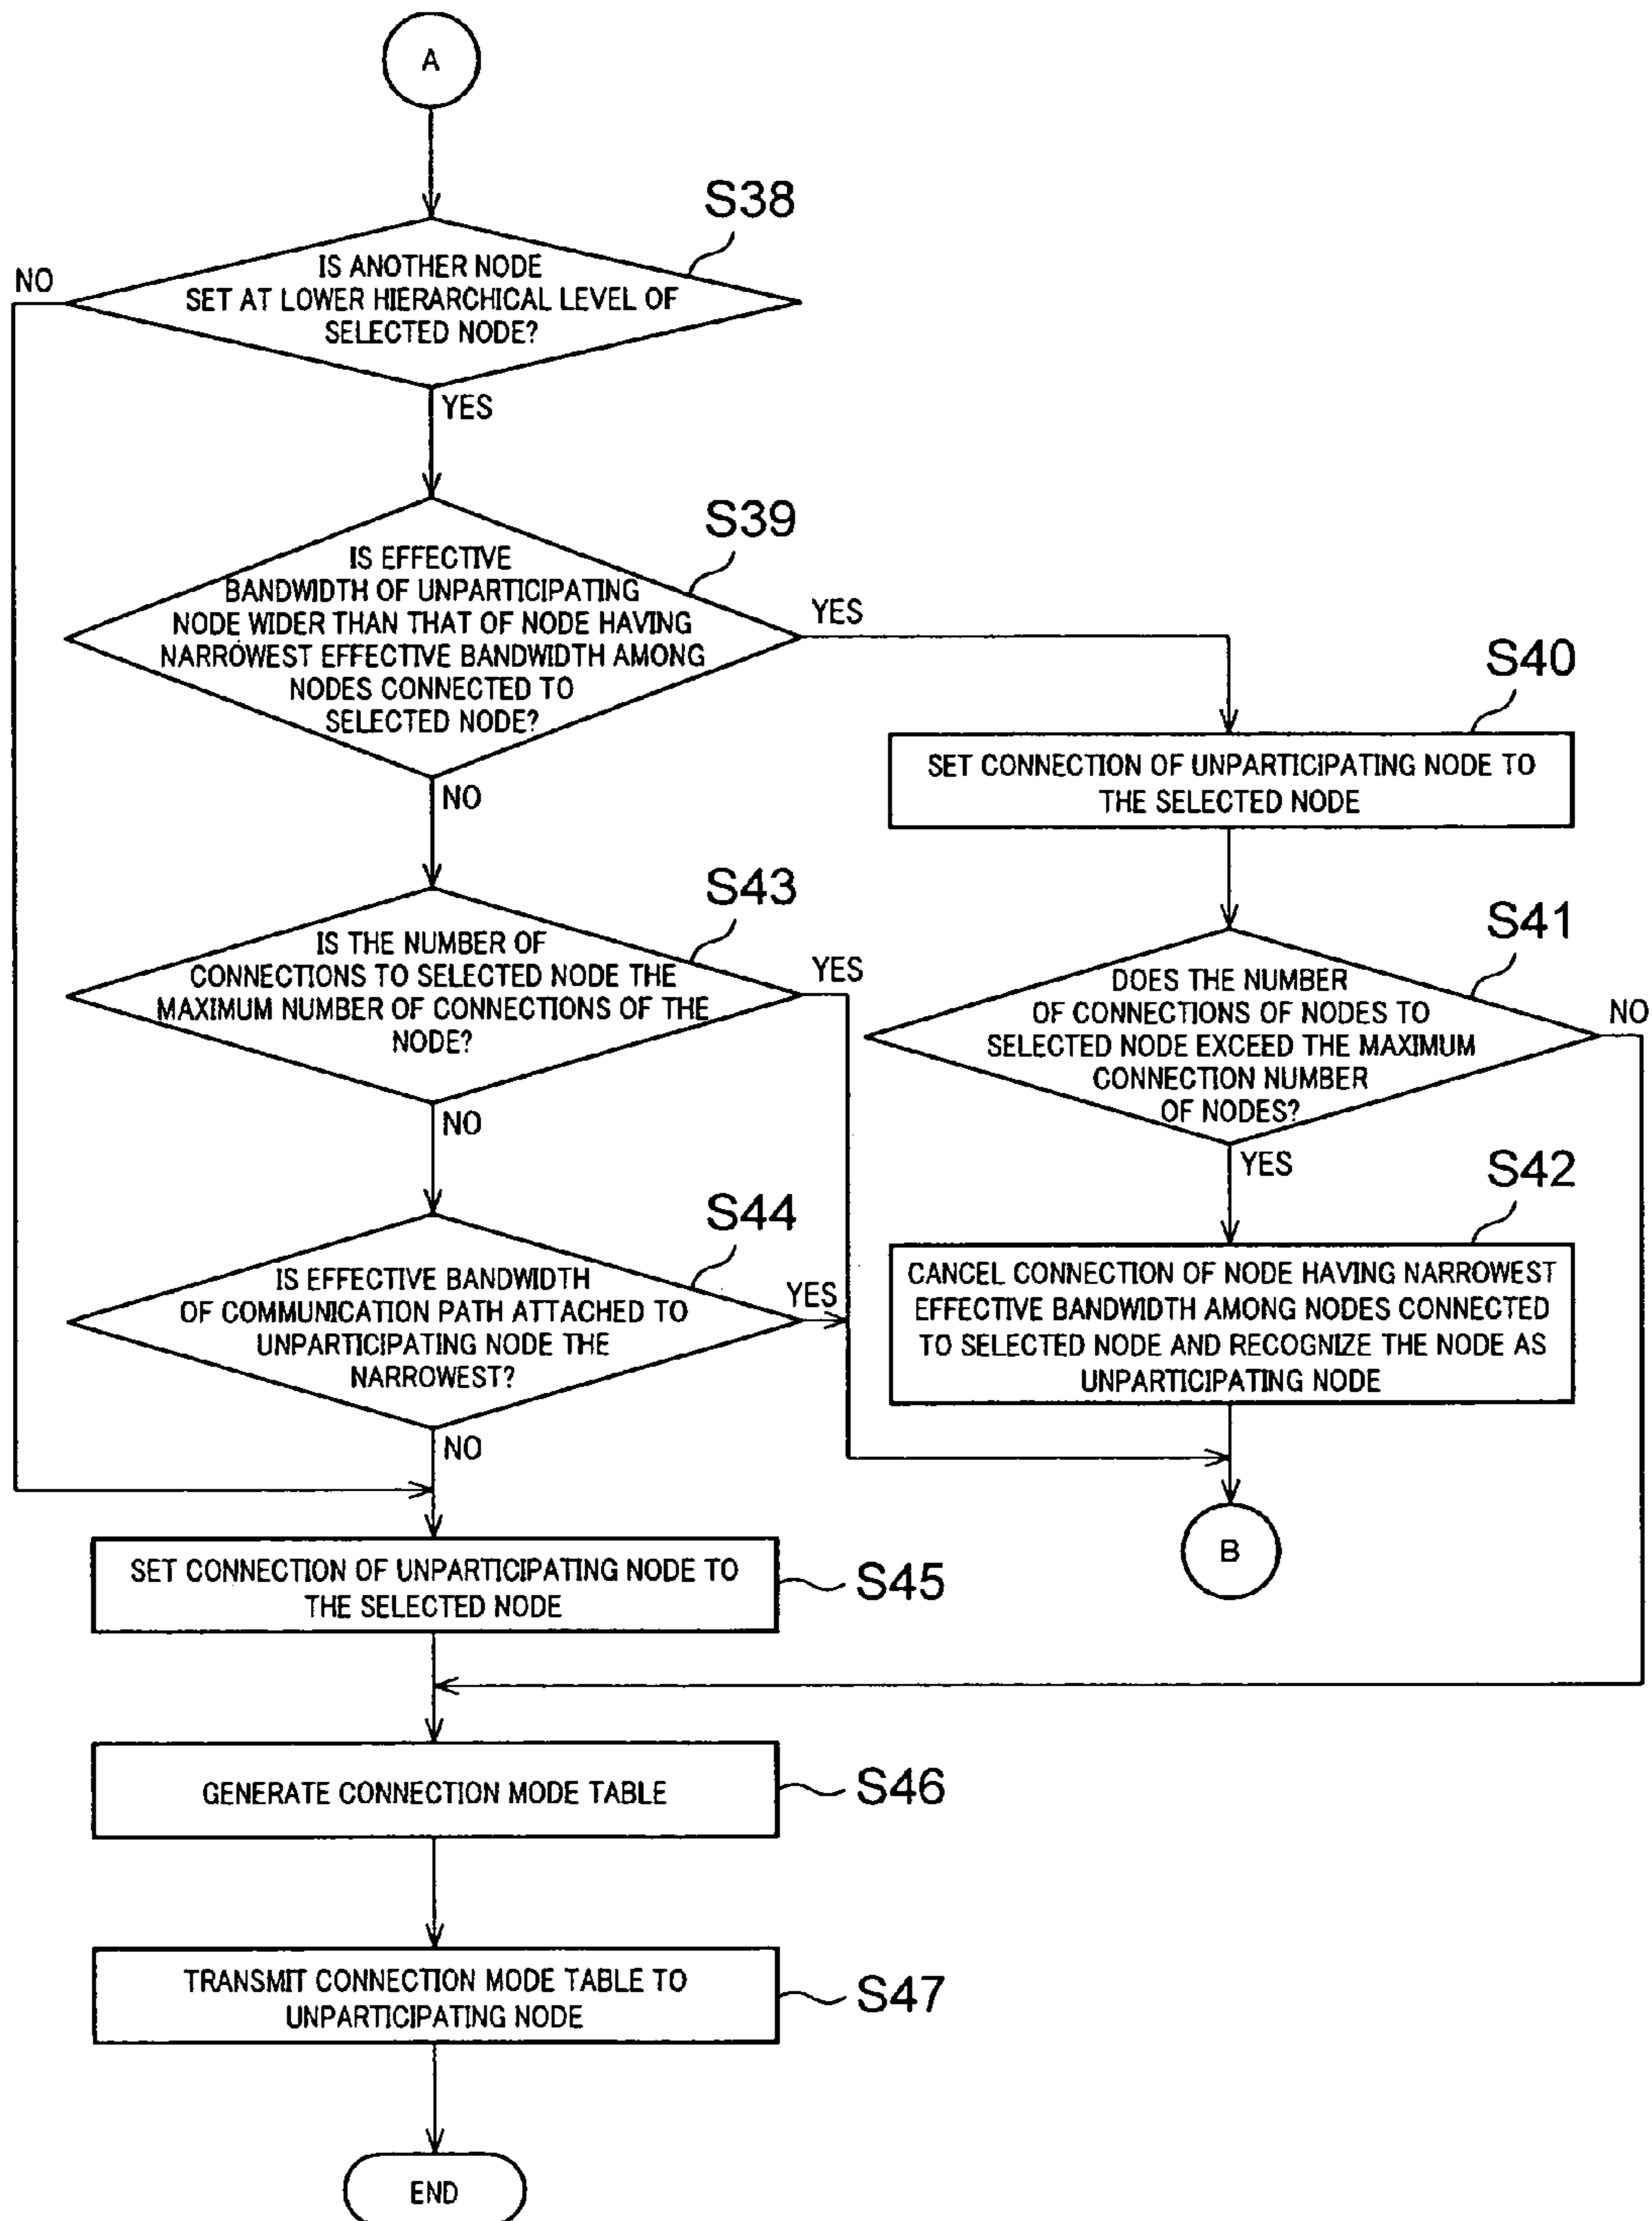 A
S38
NO
IS ANOTHER NODE
SET AT LOWER HIERARCHICAL LEVEL OF
SELECTED NODE?
YES
S39
IS EFFECTIVE
BANDWIDTH OF UNPARTICIPATING
NODE WIDER THAN THAT OF NODE HAVING
NARROWEST EFFECTIVE BANDWIDTH AMONG
NODES CONNECTED TO
SELECTED NODE?
YES
NO
S40
SET CONNECTION OF UNPARTICIPATING NODE TO
THE SELECTED NODE
S43
IS THE NUMBER OF
CONNECTIONS TO SELECTED NODE THE
MAXIMUM NUMBER OF CONNECTIONS OF THE
NODE?
YES
NO
S41
DOES THE NUMBER
OF CONNECTIONS OF NODES TO
SELECTED NODE EXCEED THE MAXIMUM
CONNECTION NUMBER
OF NODES?
NO
YES
S44
IS EFFECTIVE BANDWIDTH
OF COMMUNICATION PATH ATTACHED TO
UNPARTICIPATING NODE THE
NARROWEST?
YES
NO
S42
CANCEL CONNECTION OF NODE HAVING NARROWEST
EFFECTIVE BANDWIDTH AMONG NODES CONNECTED
TO SELECTED NODE AND RECOGNIZE THE NODE AS
UNPARTICIPATING NODE
B
SET CONNECTION OF UNPARTICIPATING NODE TO
THE SELECTED NODE
S45
GENERATE CONNECTION MODE TABLE
S46
TRANSMIT CONNECTION MODE TABLE TO
UNPARTICIPATING NODE
S47
END